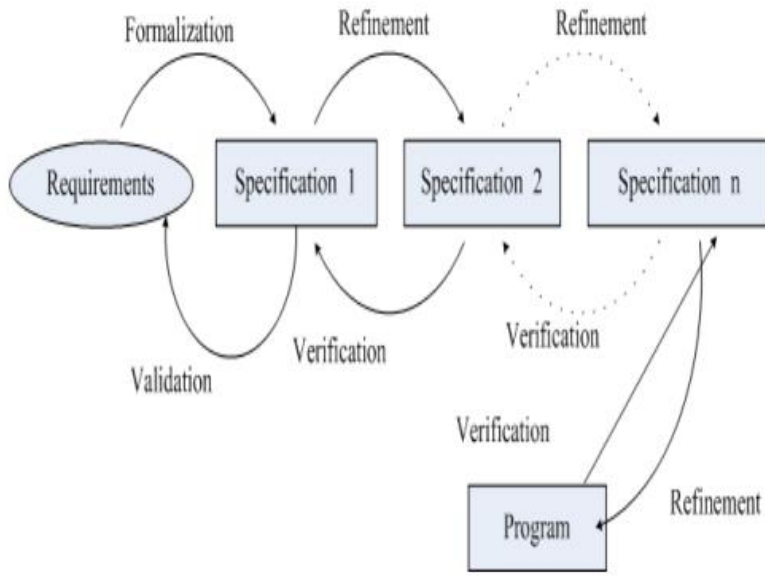 Formalization
Refinement
Refinement
Requirements
Specification 1
Specification 2
Specification n
Validation
Verification
Verification
Verification
Refinement
Program